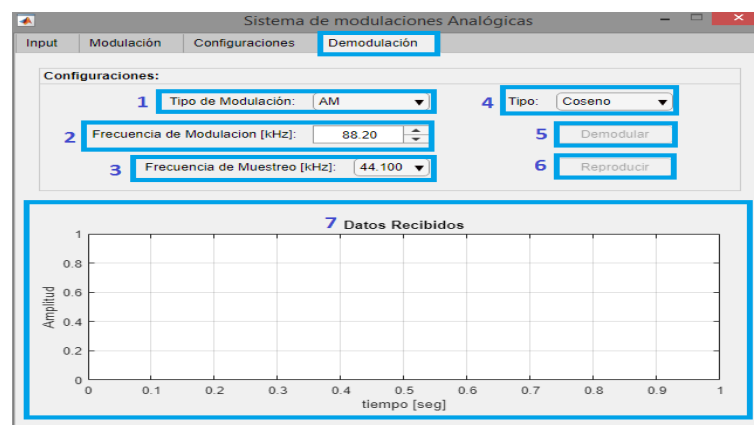 Sistema de modulaciones Analógicas
Input Modulación Configuraciones Demodulación
Configuraciones:
1 Tipo de Modulación: AM 4 Tipo: Coseno
2 Frecuencia de Modulacion [kHz]: 88.20 5 Demodular
3 Frecuencia de Muestreo [kHz]: 44.100 6 Reproducir
7 Datos Recibidos
Amplitud
1
0.8
0.6
0.4
0.2
0
0 0.1 0.2 0.3 0.4 0.5 0.6 0.7 0.8 0.9 1
tiempo [seg]